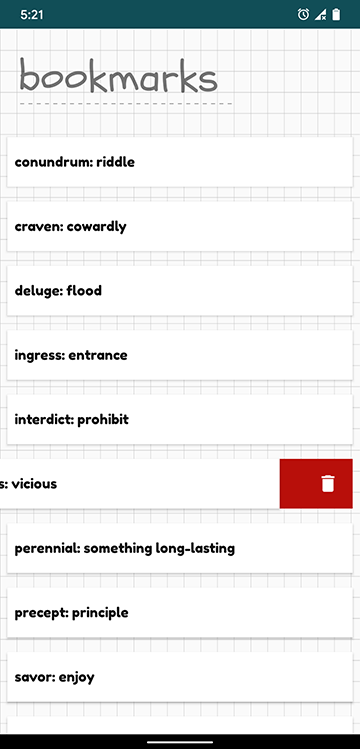 5:21
bookmarks
conundrum: riddle
craven: cowardly
deluge: flood
ingress: entrance
interdict: prohibit
s: vicious
perennial: something long-lasting
precept: principle
savor: enjoy